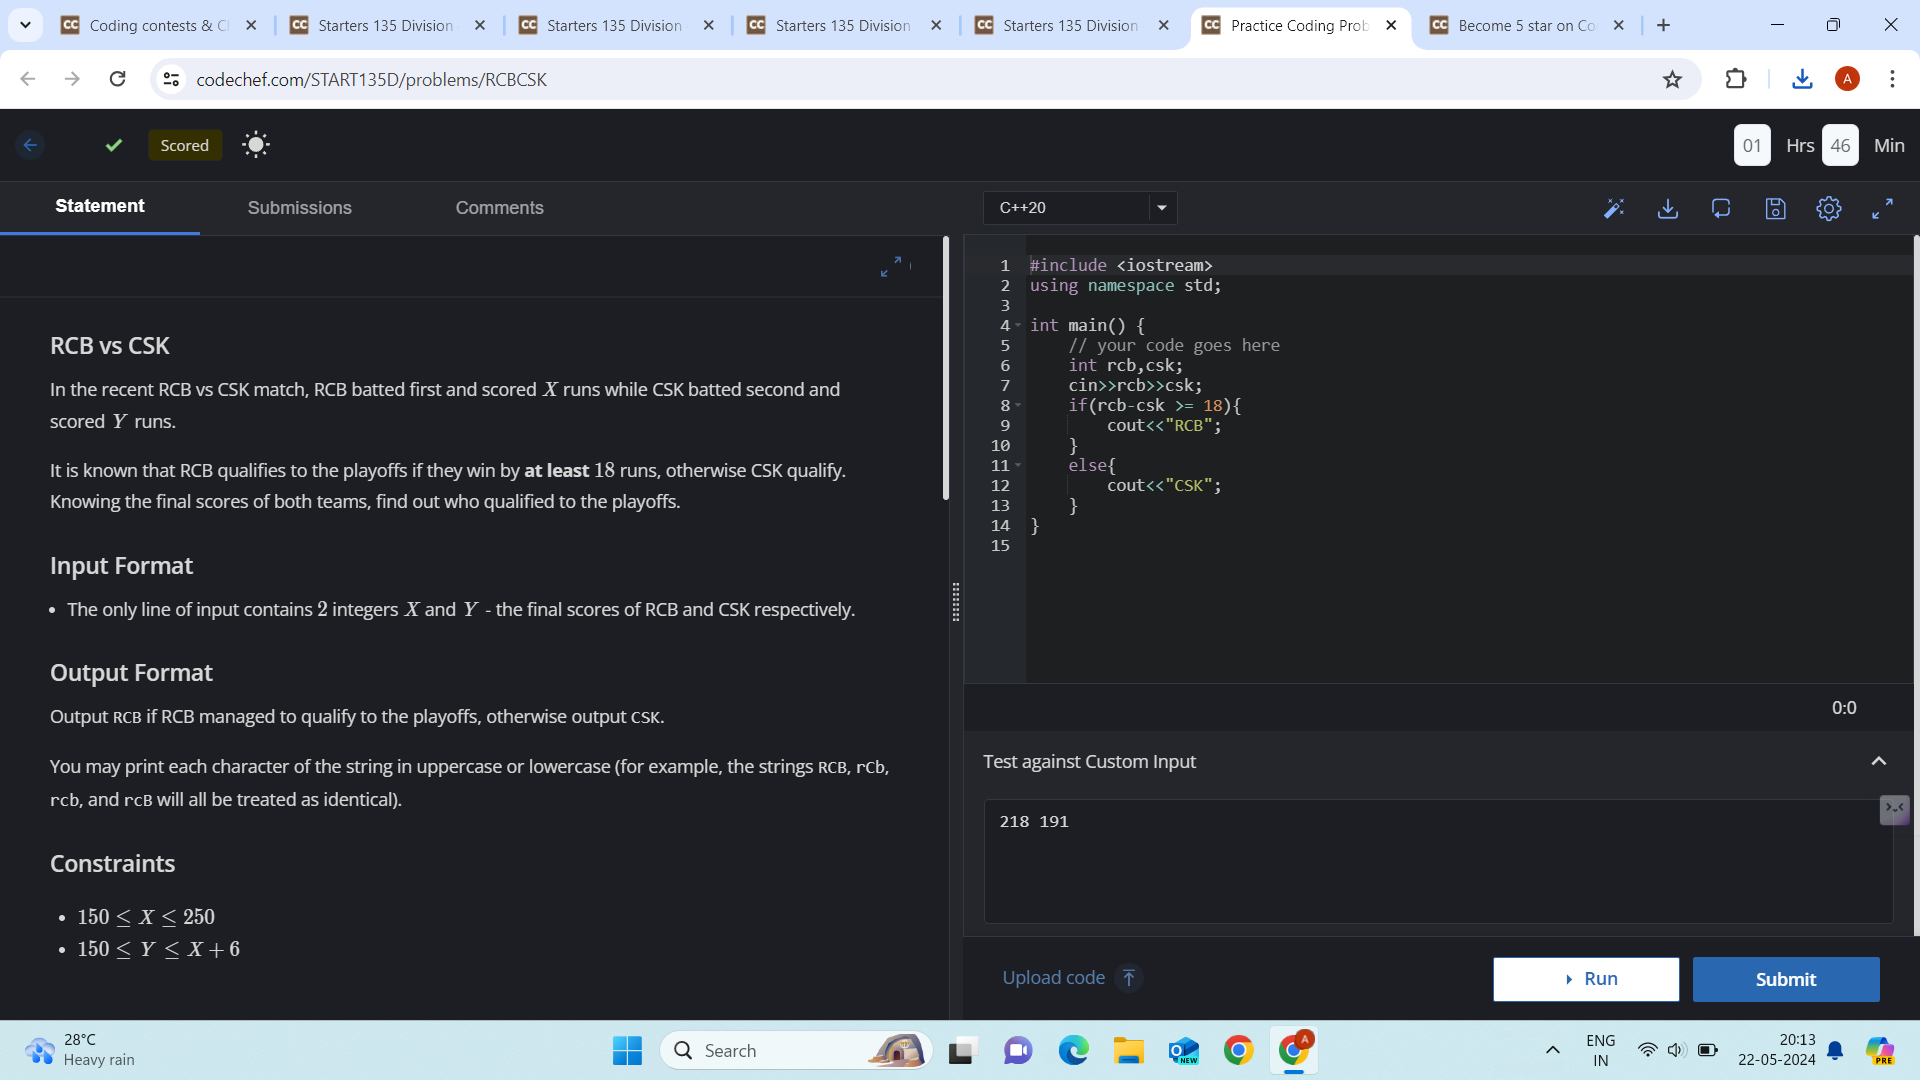 Coding contests & C
Starters 135 Division
Starters 135 Division
Starters 135 Division
Starters 135 Division
Practice Coding Prob
Become 5 star on Co
codechef.com/START135D/problems/RCBCSK
A
Scored
01 Hrs 46 Min
Statement
Submissions
Comments
C++20
RCB vs CSK
In the recent RCB vs CSK match, RCB batted first and scored X runs while CSK batted second and
scored Y runs.
It is known that RCB qualifies to the playoffs if they win by at least 18 runs, otherwise CSK qualify.
Knowing the final scores of both teams, find out who qualified to the playoffs.
Input Format
• The only line of input contains 2 integers X and Y - the final scores of RCB and CSK respectively.
Output Format
Output RCB if RCB managed to qualify to the playoffs, otherwise output CSK.
You may print each character of the string in uppercase or lowercase (for example, the strings RCB, rCb,
rcb, and rcB will all be treated as identical).
Constraints
• 150 ≤ X ≤ 250
• 150 ≤ Y ≤ X + 6
1 #include <iostream>
2 using namespace std;
3
4 int main() {
5 // your code goes here
6 int rcb,csk;
7 cin>>rcb>>csk;
8 if(rcb-csk >= 18){
9 cout<<"RCB";
10 }
11 else{
12 cout<<"CSK";
13 }
14 }
15
0:0
Test against Custom Input
218 191
Upload code
Run
Submit
28°C
Heavy rain
Search
NEW
A
ENG
IN
20:13
22-05-2024
PRE